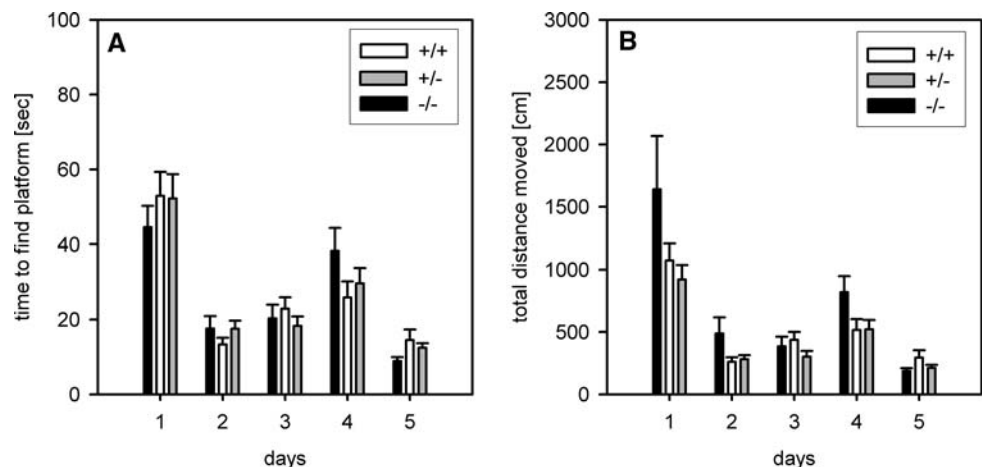 A
+/+
+/-
-/-
time to find platform [sec]
100
80
60
40
20
0
1 2 3 4 5
days
B
+/+
+/-
-/-
total distance moved [cm]
3000
2500
2000
1500
1000
500
0
1 2 3 4 5
days